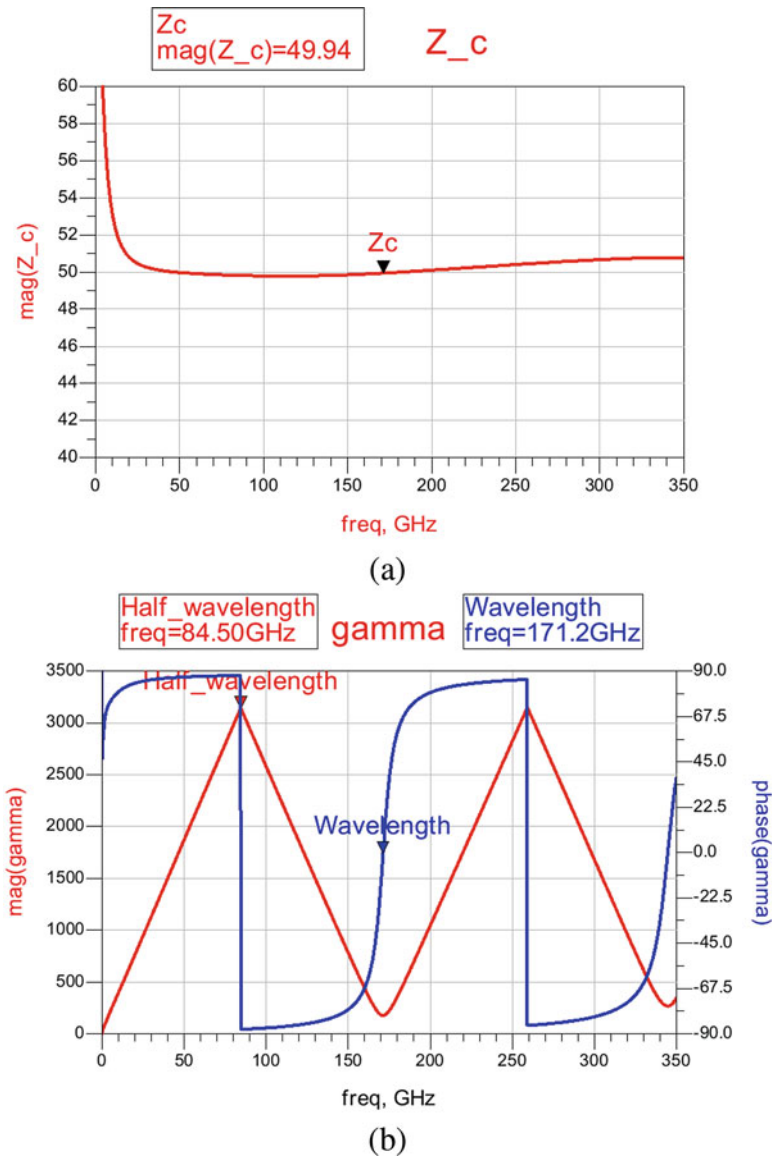 Zc
mag(Z_c)=49.94
Z_c
60
58
56
54
52
50
48
46
44
42
40
mag(Z_c)
Zc
0 50 100 150 200 250 300 350
freq, GHz
(a)
Half_wavelength
freq=84.50GHz
gamma
Wavelength
freq=171.2GHz
3500
3000
2500
2000
1500
1000
500
0
mag(gamma)
Half_wavelength
Wavelength
90.0
67.5
45.0
22.5
0.0
-22.5
-45.0
-67.5
-90.0
phase(gamma)
0 50 100 150 200 250 300 350
freq, GHz
(b)